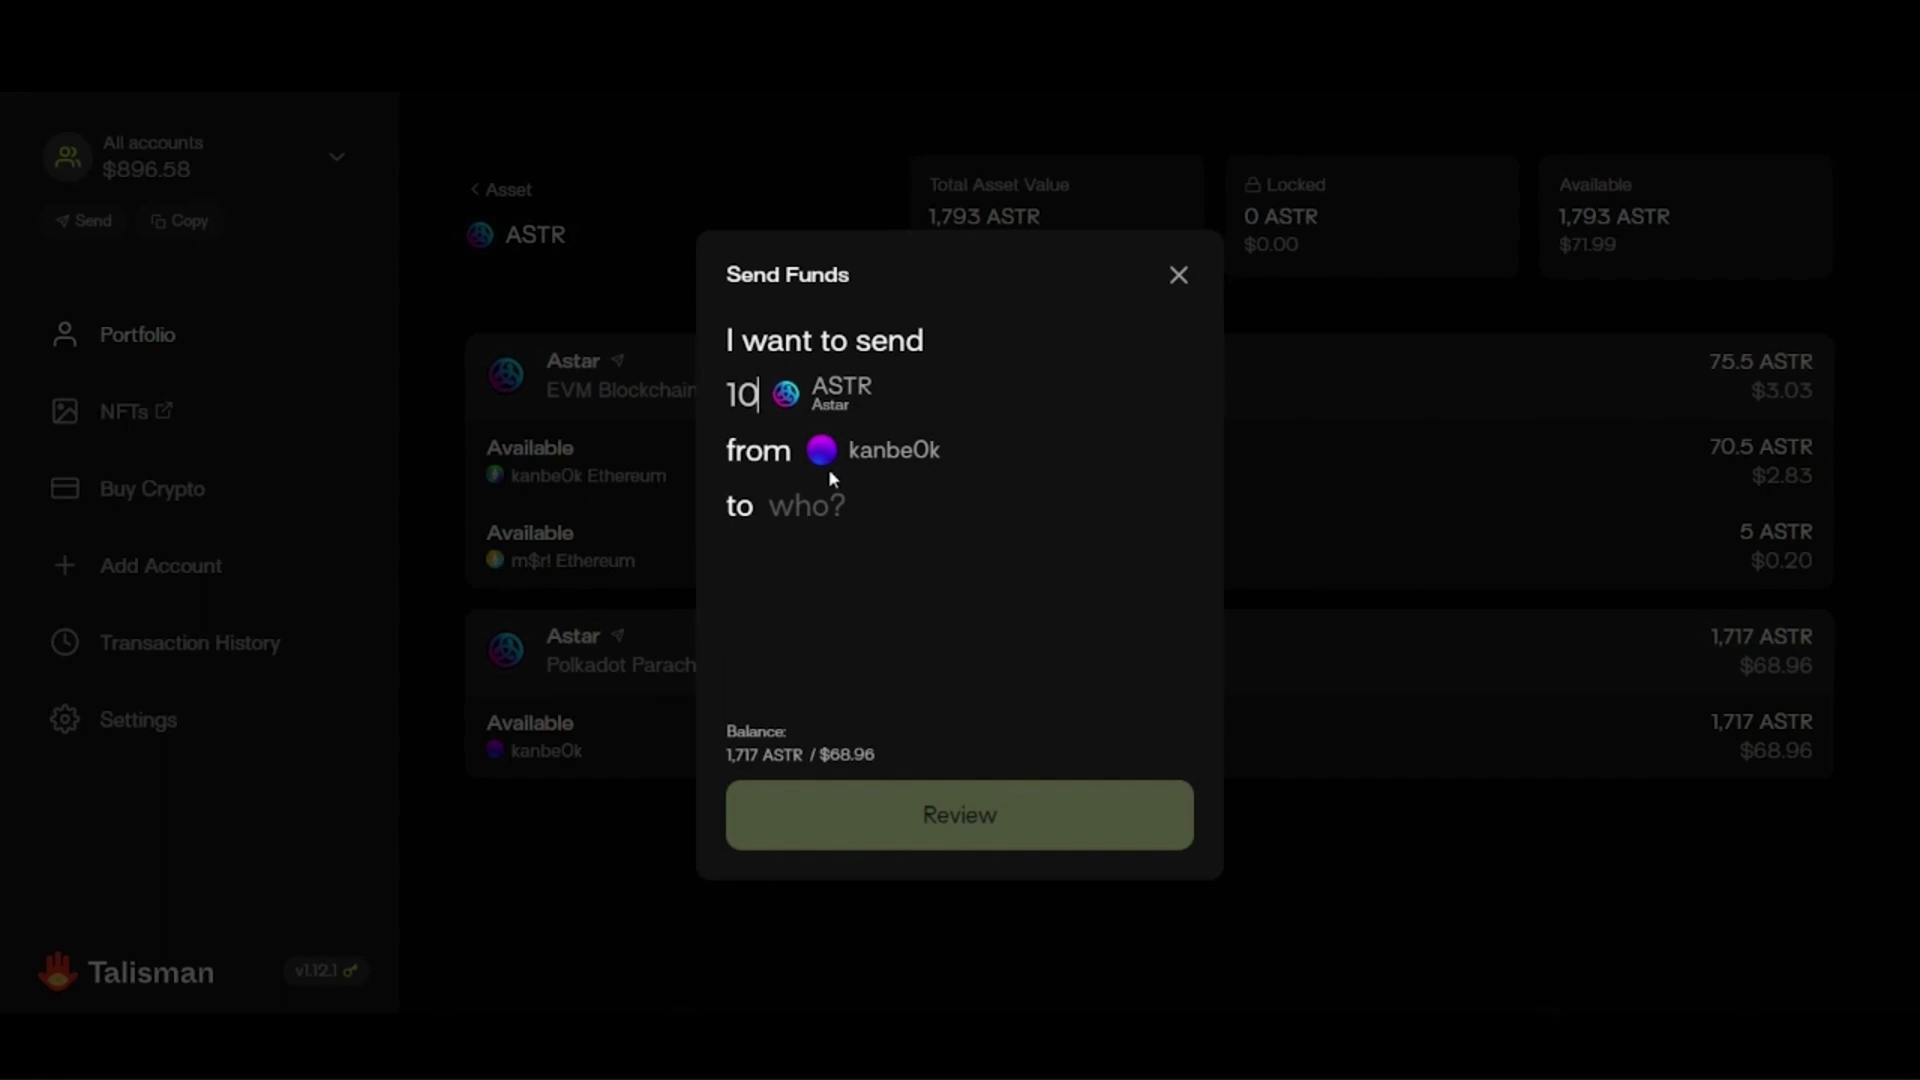 All accounts
$896.58
Send
Copy
Portfolio
NFTs
Buy Crypto
Add Account
Transaction History
Settings
Talisman
v1.12.1
Asset
ASTR
Total Asset Value
1,793 ASTR
Locked
0 ASTR
$0.00
Available
1,793 ASTR
$71.99
Astar
EVM Blockchain
75.5 ASTR
$3.03
Available
kanbe0k Ethereum
70.5 ASTR
$2.83
Available
m$r! Ethereum
5 ASTR
$0.20
Astar
Polkadot Parach
1,717 ASTR
$68.96
Available
kanbe0k
1,717 ASTR
$68.96
Send Funds
I want to send
10 ASTR
Astar
from kanbe0k
to who?
Balance:
1,717 ASTR / $68.96
Review